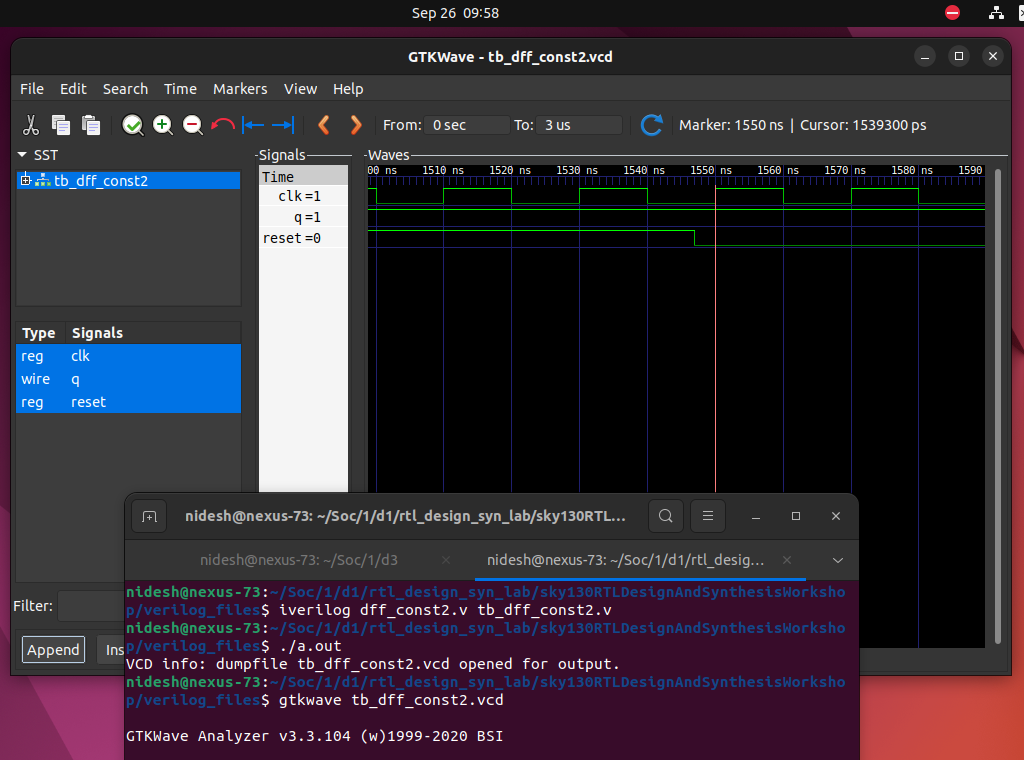 Sep 26 09:58
GTKWave - tb_dff_const2.vcd
File Edit Search Time Markers View Help
From: 0 sec To: 3 us Marker: 1550 ns | Cursor: 1539300 ps
SST
tb_dff_const2
Type Signals
reg clk
wire q
reg reset
Filter:
Append Ins
Signals
Time
clk =1
q =1
reset =0
Waves
00 ns 1510 ns 1520 ns 1530 ns 1540 ns 1550 ns 1560 ns 1570 ns 1580 ns 1590
nidesh@nexus-73: ~/Soc/1/d1/rtl_design_syn_lab/sky130RTL...
nidesh@nexus-73: ~/Soc/1/d3 nidesh@nexus-73: ~/Soc/1/d1/rtl_desig...
nidesh@nexus-73:~/Soc/1/d1/rtl_design_syn_lab/sky130RTLDesignAndSynthesisWorksho
p/verilog_files$ iverilog dff_const2.v tb_dff_const2.v
nidesh@nexus-73:~/Soc/1/d1/rtl_design_syn_lab/sky130RTLDesignAndSynthesisWorksho
p/verilog_files$ ./a.out
VCD info: dumpfile tb_dff_const2.vcd opened for output.
nidesh@nexus-73:~/Soc/1/d1/rtl_design_syn_lab/sky130RTLDesignAndSynthesisWorksho
p/verilog_files$ gtkwave tb_dff_const2.vcd
GTKWave Analyzer v3.3.104 (w)1999-2020 BSI